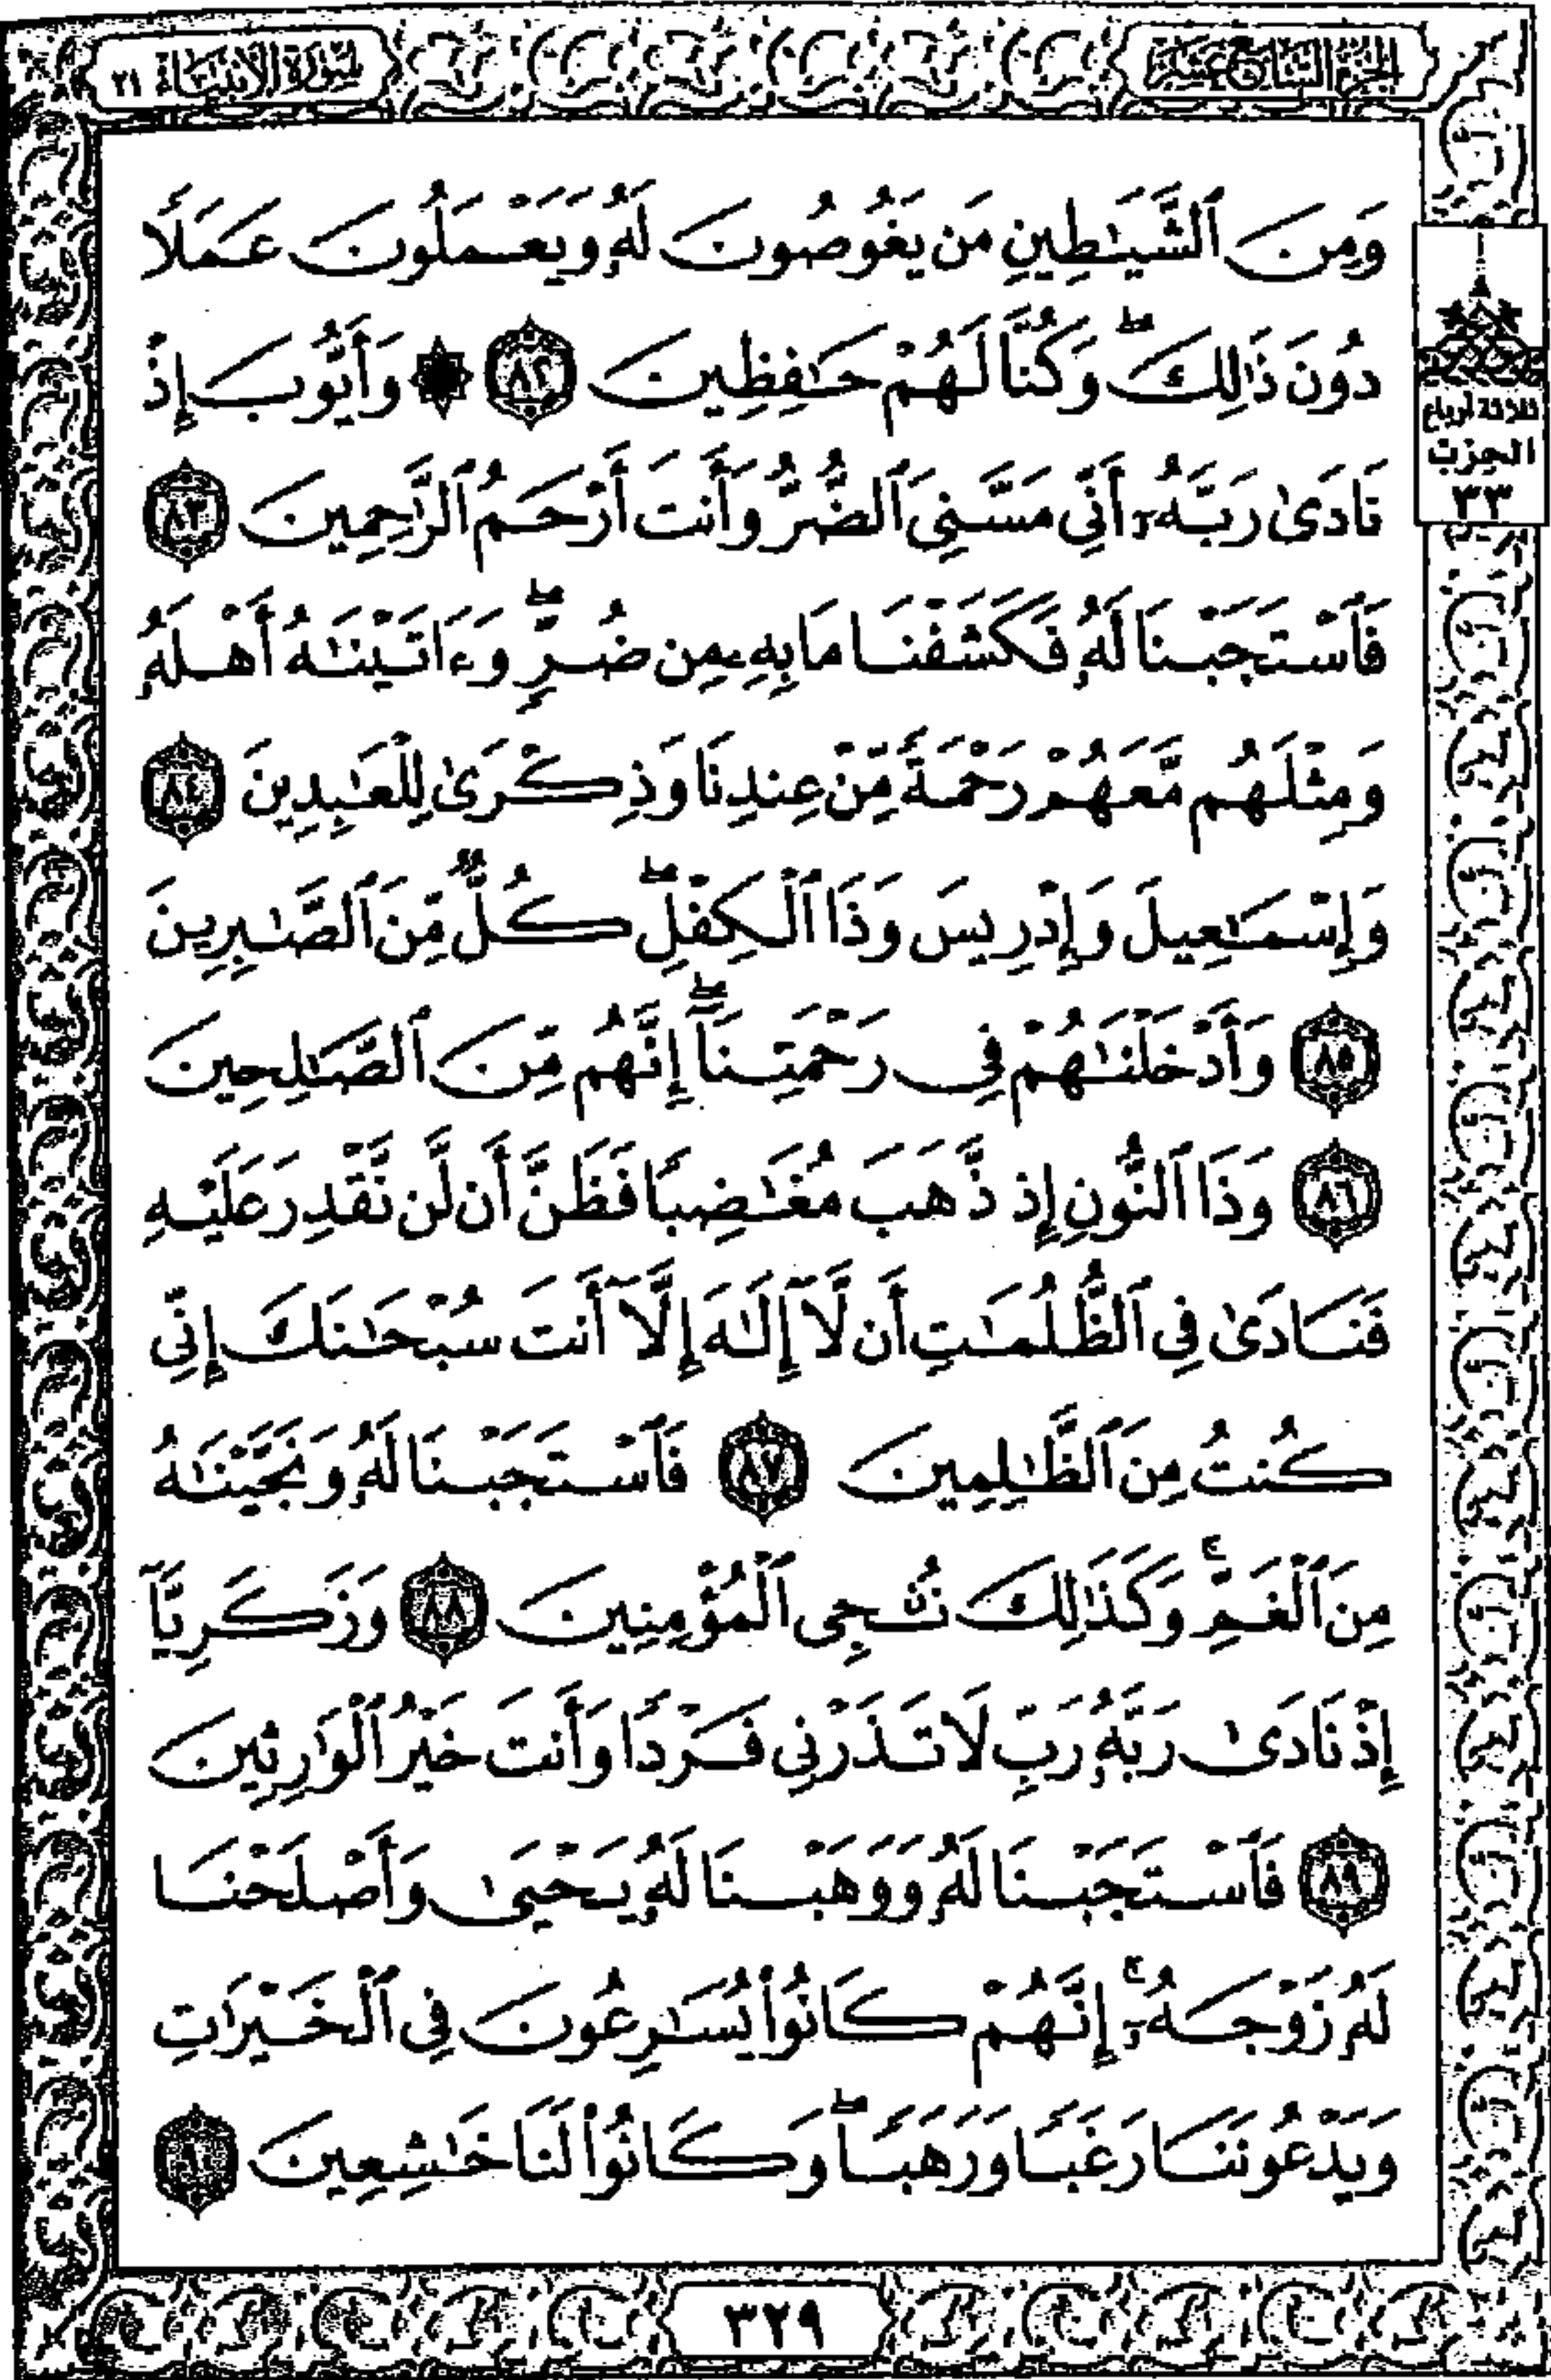 الجزء السابع عشر
سورة الأنبياء ٢١
وَمِنَ ٱلشَّيَٰطِينِ مَن يَغُوصُونَ لَهُۥ وَيَعْمَلُونَ عَمَلًا
دُونَ ذَٰلِكَ ۖ وَكُنَّا لَهُمْ حَٰفِظِينَ ٨٢ ۞ وَأَيُّوبَ إِذْ
نَادَىٰ رَبَّهُۥٓ أَنِّى مَسَّنِىَ ٱلضُّرُّ وَأَنتَ أَرْحَمُ ٱلرَّٰحِمِينَ ٨٣
فَٱسْتَجَبْنَا لَهُۥ فَكَشَفْنَا مَا بِهِۦ مِن ضُرٍّ ۖ وَءَاتَيْنَٰهُ أَهْلَهُۥ
وَمِثْلَهُم مَّعَهُمْ رَحْمَةً مِّنْ عِندِنَا وَذِكْرَىٰ لِلْعَٰبِدِينَ ٨٤
وَإِسْمَٰعِيلَ وَإِدْرِيسَ وَذَا ٱلْكِفْلِ ۖ كُلٌّ مِّنَ ٱلصَّٰبِرِينَ
٨٥ وَأَدْخَلْنَٰهُمْ فِى رَحْمَتِنَآ ۖ إِنَّهُم مِّنَ ٱلصَّٰلِحِينَ
٨٦ وَذَا ٱلنُّونِ إِذ ذَّهَبَ مُغَٰضِبًا فَظَنَّ أَن لَّن نَّقْدِرَ عَلَيْهِ
فَنَادَىٰ فِى ٱلظُّلُمَٰتِ أَن لَّآ إِلَٰهَ إِلَّآ أَنتَ سُبْحَٰنَكَ إِنِّى
كُنتُ مِنَ ٱلظَّٰلِمِينَ ٨٧ فَٱسْتَجَبْنَا لَهُۥ وَنَجَّيْنَٰهُ
مِنَ ٱلْغَمِّ ۚ وَكَذَٰلِكَ نُۨجِى ٱلْمُؤْمِنِينَ ٨٨ وَزَكَرِيَّآ
إِذْ نَادَىٰ رَبَّهُۥ رَبِّ لَا تَذَرْنِى فَرْدًا وَأَنتَ خَيْرُ ٱلْوَٰرِثِينَ
٨٩ فَٱسْتَجَبْنَا لَهُۥ وَوَهَبْنَا لَهُۥ يَحْيَىٰ وَأَصْلَحْنَا
لَهُۥ زَوْجَهُۥٓ ۚ إِنَّهُمْ كَانُوا۟ يُسَٰرِعُونَ فِى ٱلْخَيْرَٰتِ
وَيَدْعُونَنَا رَغَبًا وَرَهَبًا ۖ وَكَانُوا۟ لَنَا خَٰشِعِينَ ٩٠
ثلاثة أرباع
الحزب
٣٣
٣٢٩